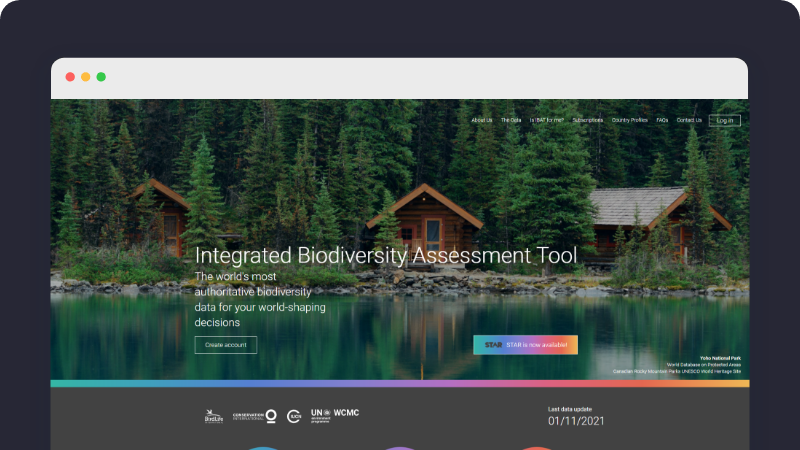 About Us The Data Is IBAT for me? Subscriptions Country Profiles FAQs Contact Us Log in
Integrated Biodiversity Assessment Tool
The world's most
authoritative biodiversity
data for your world-shaping
decisions
Create account
STAR STAR is now available!
Yoho National Park
World Database on Protected Areas
Canadian Rocky Mountain Parks UNESCO World Heritage Site
BirdLife
CONSERVATION
INTERNATIONAL
IUCN
UN WCMC
environment
programme
Last data update
01/11/2021